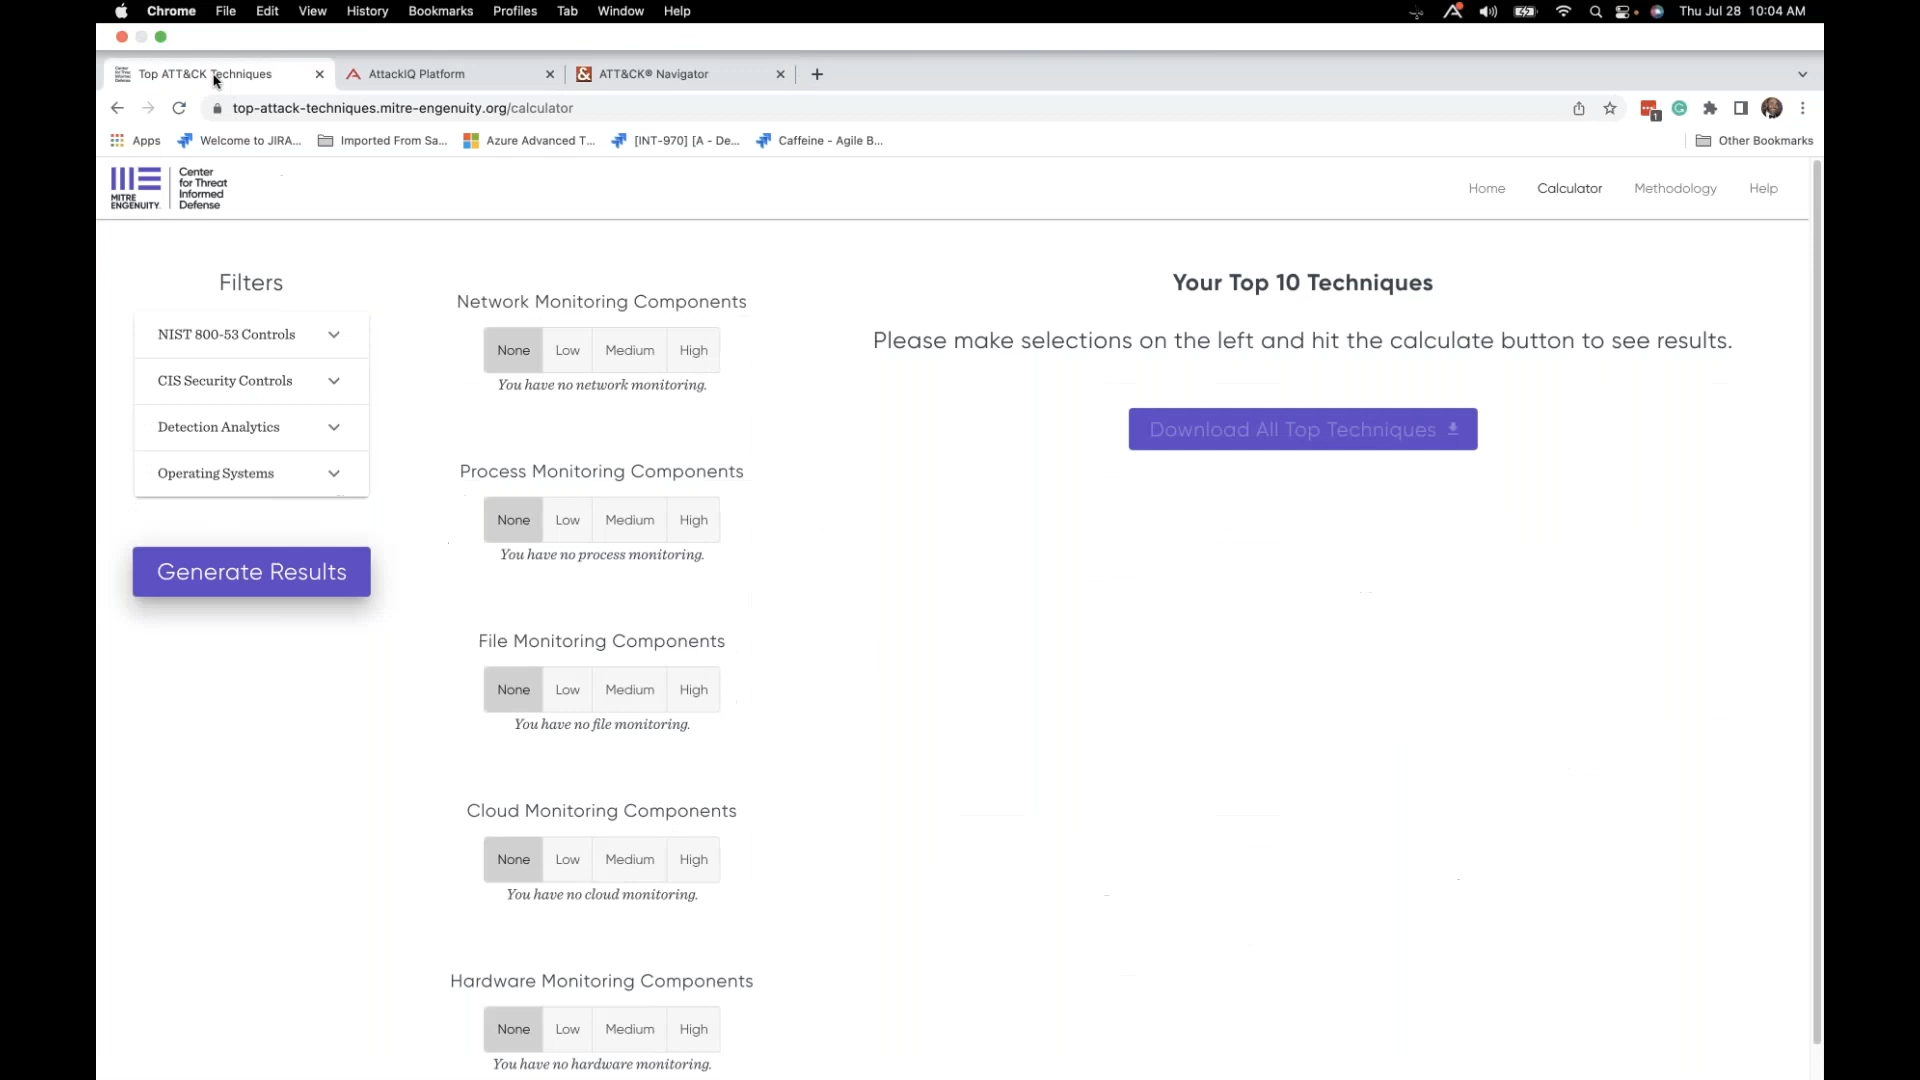 Chrome File Edit View History Bookmarks Profiles Tab Window Help
Thu Jul 28 10:04 AM
Top ATT&CK Techniques
AttackIQ Platform
ATT&CK® Navigator
top-attack-techniques.mitre-engenuity.org/calculator
1
Apps
Welcome to JIRA...
Imported From Sa...
Azure Advanced T...
[INT-970] [A - De...
Caffeine - Agile B...
Other Bookmarks
MITRE
ENGENUITY.
Center
for Threat
Informed
Defense
Home
Calculator
Methodology
Help
Filters
NIST 800-53 Controls
CIS Security Controls
Detection Analytics
Operating Systems
Generate Results
Network Monitoring Components
None Low Medium High
You have no network monitoring.
Process Monitoring Components
None Low Medium High
You have no process monitoring.
File Monitoring Components
None Low Medium High
You have no file monitoring.
Cloud Monitoring Components
None Low Medium High
You have no cloud monitoring.
Hardware Monitoring Components
None Low Medium High
You have no hardware monitoring.
Your Top 10 Techniques
Please make selections on the left and hit the calculate button to see results.
Download All Top Techniques